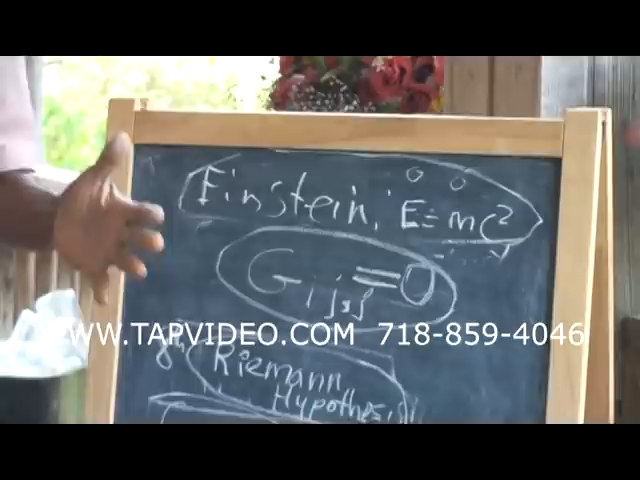 Einstein, E=mc²
G i j ; j = 0
WWW.TAPVIDEO.COM 718-859-4046
Riemann
Hypothesis